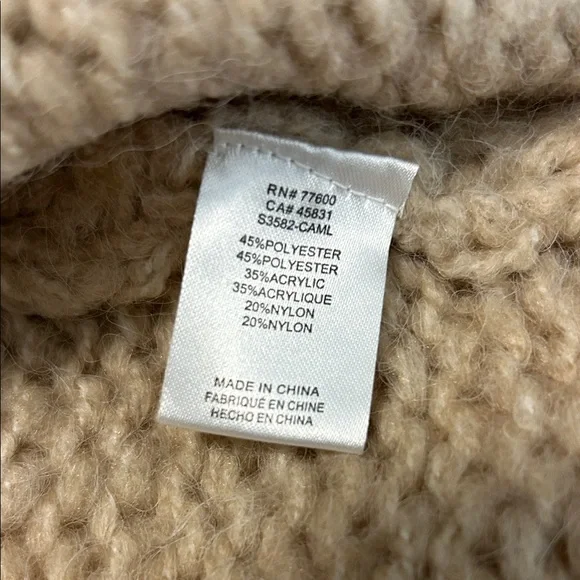 RN# 77600
CA# 45831
S3582-CAML
45%POLYESTER
45%POLYESTER
35%ACRYLIC
35%ACRYLIQUE
20%NYLON
20%NYLON
MADE IN CHINA
FABRIQUÉ EN CHINE
HECHO EN CHINA